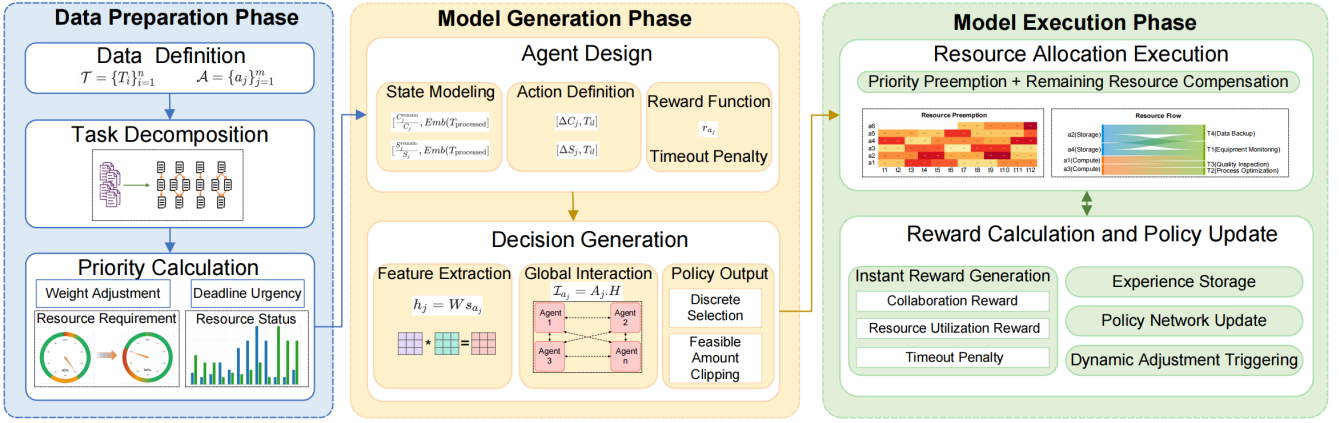 Data Preparation Phase
Data Definition
𝒯 = {T_i}_{i=1}^{n} 𝒜 = {a_j}_{j=1}^{m}
Task Decomposition
Priority Calculation
Weight Adjustment
Deadline Urgency
Resource Requirement
Resource Status
40%
60%
Model Generation Phase
Agent Design
State Modeling
[C_j^{remain}/C_j, Emb(T_processed]
[S_j^{remain}/S_j, Emb(T_processed]
Action Definition
[ΔC_j, T_il]
[ΔS_j, T_il]
Reward Function
r_{a_j}
Timeout Penalty
Decision Generation
Feature Extraction
h_j = W s_{a_j}
* =
Global Interaction
ℐ_{a_j} = A_j.H
Agent
1
Agent
2
Agent
3
Agent
n
Policy Output
Discrete
Selection
Feasible
Amount
Clipping
Model Execution Phase
Resource Allocation Execution
Priority Preemption + Remaining Resource Compensation
Resource Preemption
a6
a5
a4
a3
a2
a1
t1 t2 t3 t4 t5 t6 t7 t8 t9 t10 t11 t12
Resource Flow
a2(Storage)
a4(Storage)
a1(Compute)
a3(Compute)
T4(Data Backup)
T1(Equipment Monitoring)
T3(Quality Inspection)
T2(Process Optimization)
Reward Calculation and Policy Update
Instant Reward Generation
Collaboration Reward
Resource Utilization Reward
Timeout Penalty
Experience Storage
Policy Network Update
Dynamic Adjustment Triggering